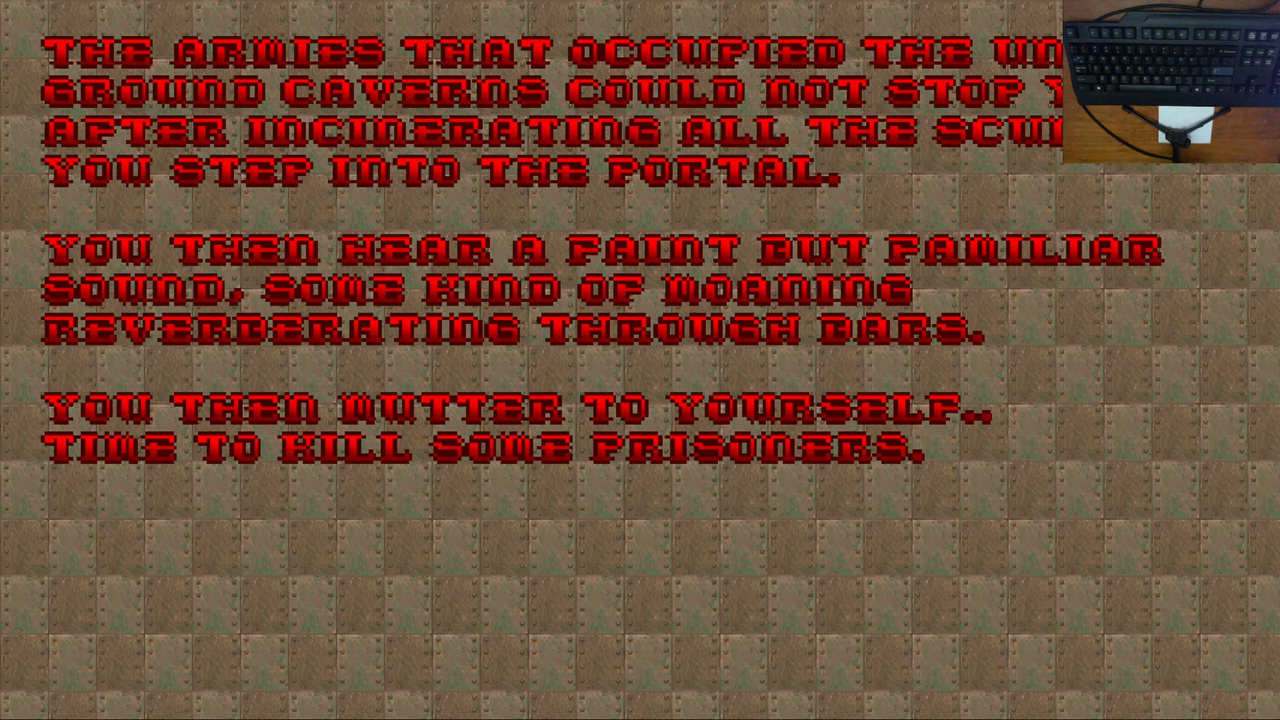 THE ARMIES THAT OCCUPIED THE
GROUND CAVERNS COULD NOT STOP
AFTER INCINERATING ALL THE
YOU STEP INTO THE PORTAL.
YOU THEN HEAR A FAINT BUT FAMILIAR
SOUND, SOME KIND OF MOANING
REVERBERATING THROUGH BARS.
YOU THEN MUTTER TO YOURSELF..
TIME TO KILL SOME PRISONERS.